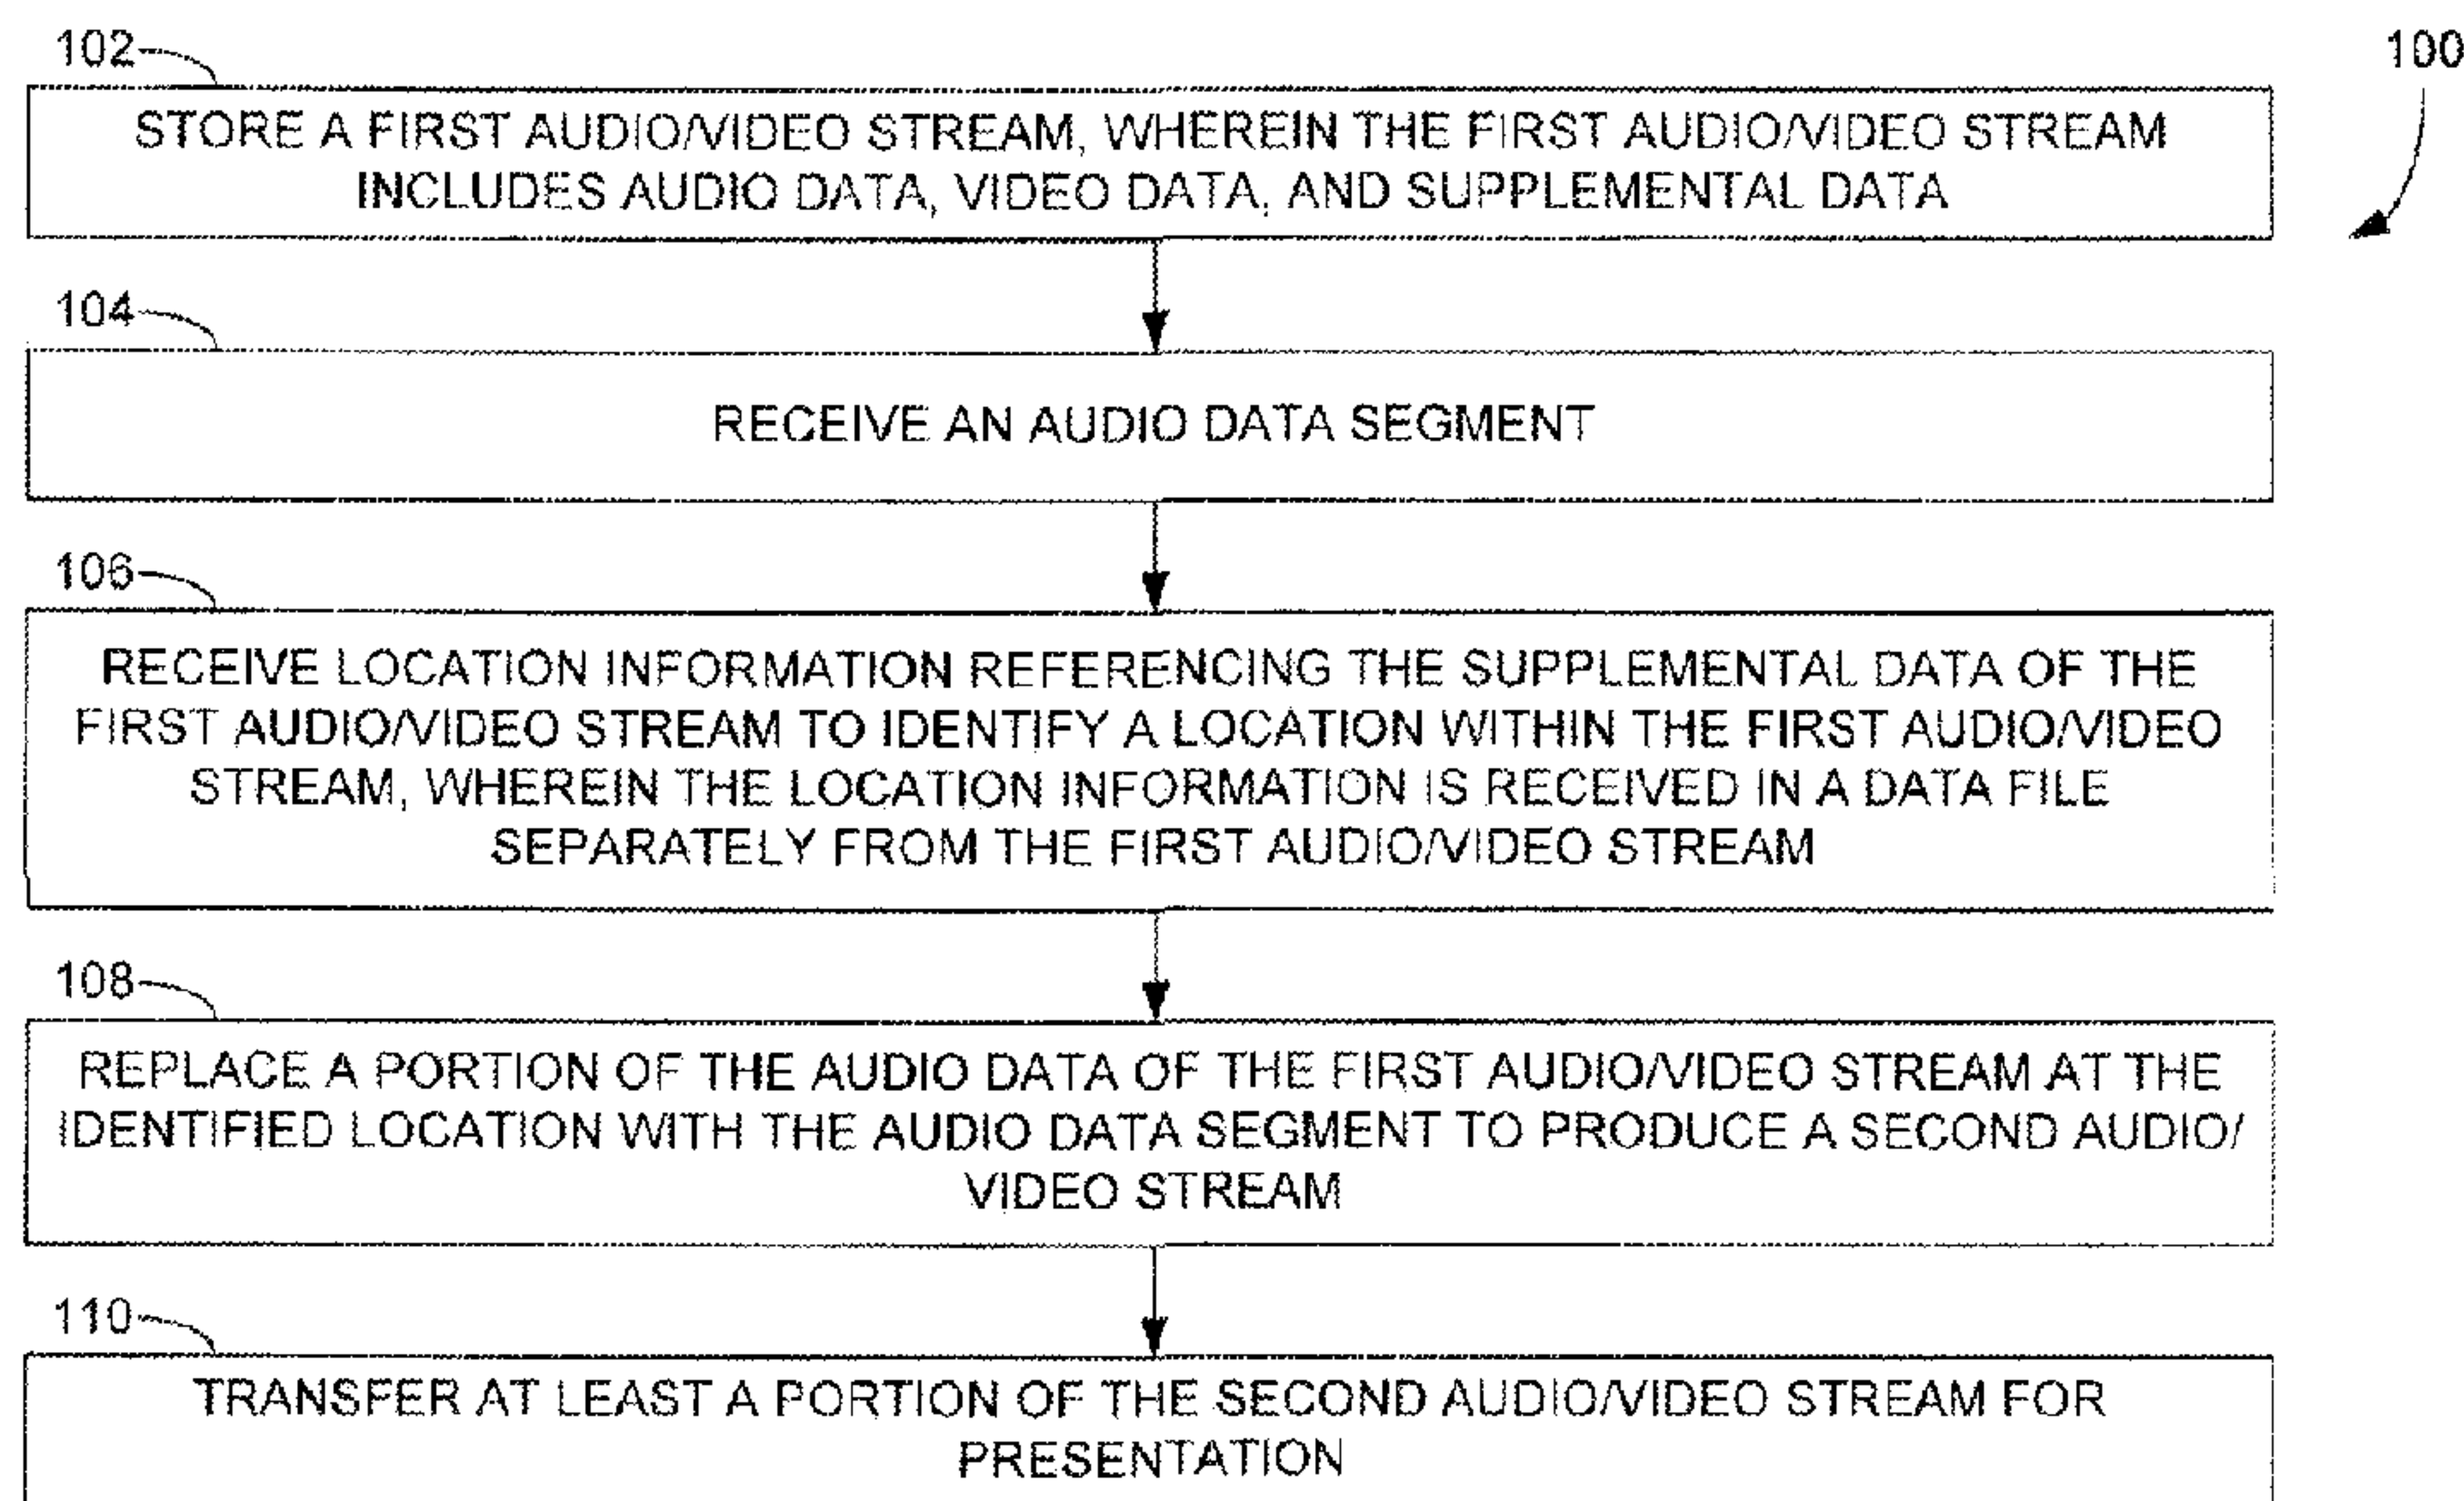 102
100
STORE A FIRST AUDIO/VIDEO STREAM, WHEREIN THE FIRST AUDIO/VIDEO STREAM
INCLUDES AUDIO DATA, VIDEO DATA, AND SUPPLEMENTAL DATA
104
RECEIVE AN AUDIO DATA SEGMENT
106
RECEIVE LOCATION INFORMATION REFERENCING THE SUPPLEMENTAL DATA OF THE
FIRST AUDIO/VIDEO STREAM TO IDENTIFY A LOCATION WITHIN THE FIRST AUDIO/VIDEO
STREAM, WHEREIN THE LOCATION INFORMATION IS RECEIVED IN A DATA FILE
SEPARATELY FROM THE FIRST AUDIO/VIDEO STREAM
108
REPLACE A PORTION OF THE AUDIO DATA OF THE FIRST AUDIO/VIDEO STREAM AT THE
IDENTIFIED LOCATION WITH THE AUDIO DATA SEGMENT TO PRODUCE A SECOND AUDIO/
VIDEO STREAM
110
TRANSFER AT LEAST A PORTION OF THE SECOND AUDIO/VIDEO STREAM FOR
PRESENTATION